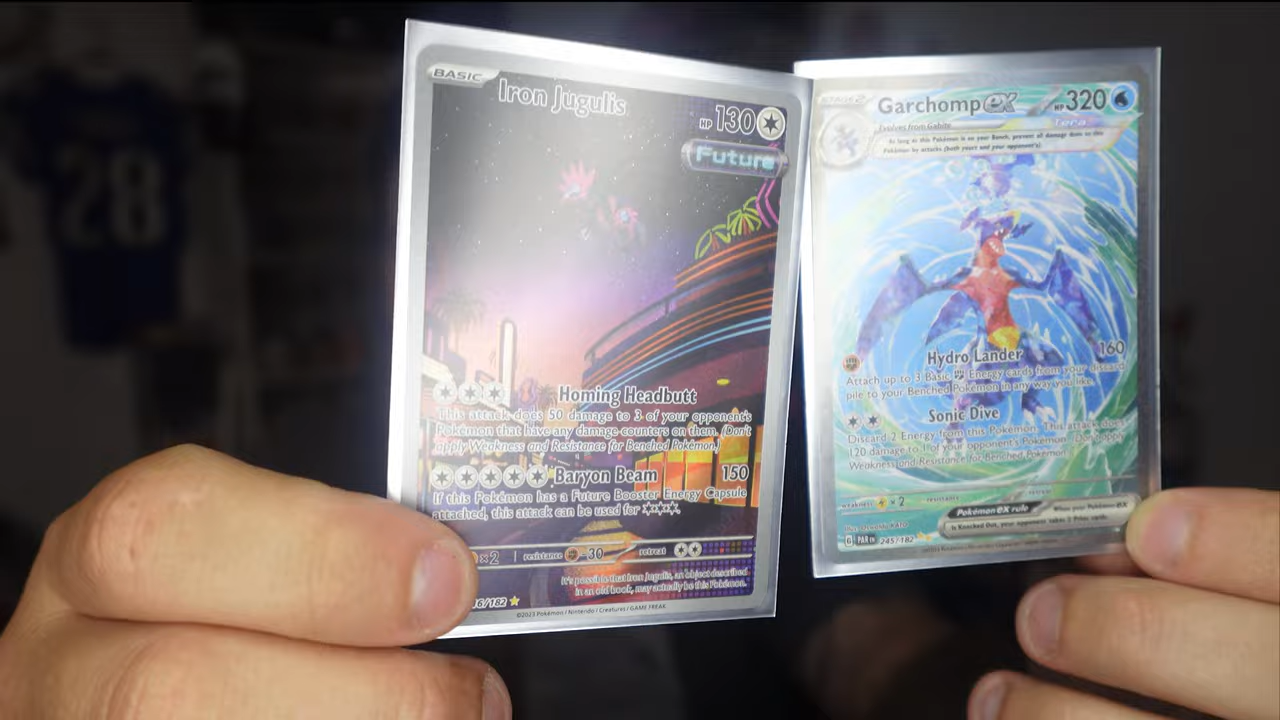 28
BASIC
Iron Jugulis
HP 130
Future
Homing Headbutt
This attack does 50 damage to 3 of your opponent's
Pokémon that have any damage counters on them. (Don't
apply Weakness and Resistance for Benched Pokémon.)
Baryon Beam 150
If this Pokémon has a Future Booster Energy Capsule
attached, this attack can be used for
×2 resistance -30 retreat
It's possible that Iron Jugulis, an object described
in an old book, may actually be this Pokémon.
6/182
©2023 Pokémon / Nintendo / Creatures / GAME FREAK
STAGE 2
Garchomp ex
HP 320
Evolves from Gabite
Tera
As long as this Pokémon is on your Bench, prevent all damage done to this
Pokémon by attacks (both yours and your opponent's).
Hydro Lander 160
Attach up to 3 Basic Energy cards from your discard
pile to your Benched Pokémon in any way you like.
Sonic Dive
Discard 2 Energy from this Pokémon. This attack does
120 damage to 1 of your opponent's Pokémon. (Don't apply
Weakness and Resistance for Benched Pokémon.)
weakness ×2 resistance retreat
Pokémon ex rule
When your Pokémon ex
is Knocked Out, your opponent takes 2 Prize cards.
G PAR EN 245/182